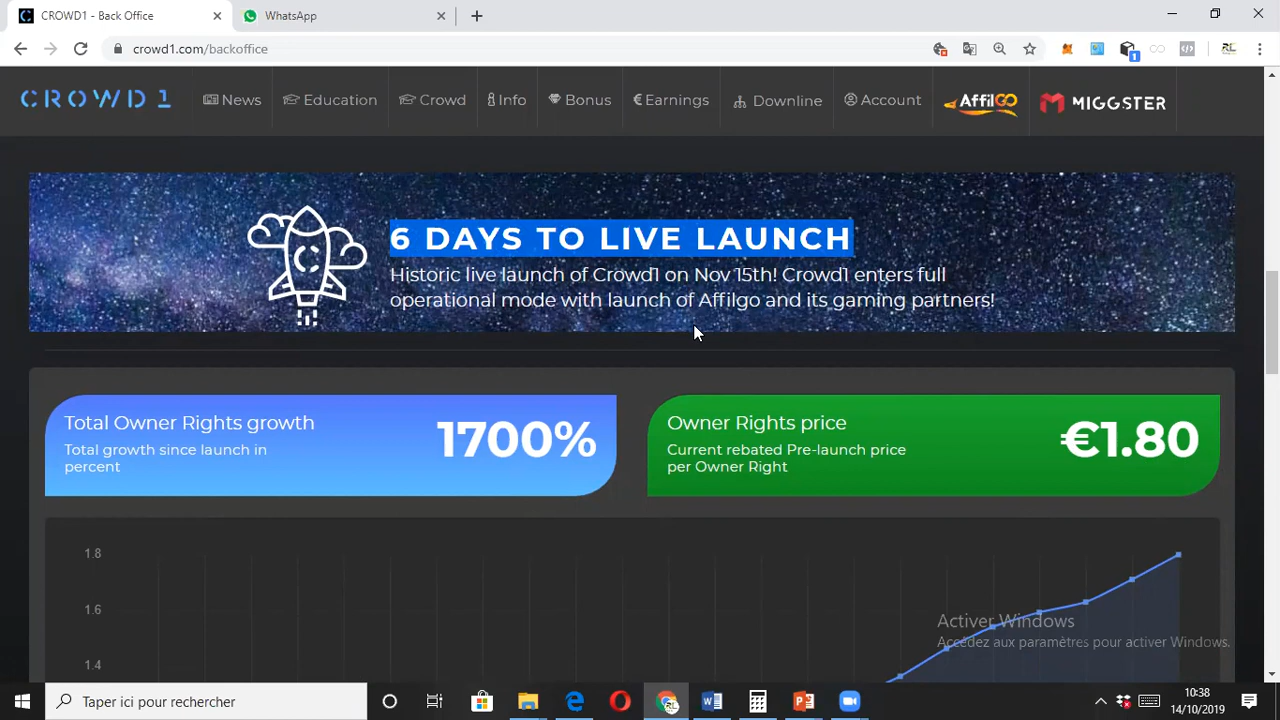 CROWD1 - Back Office
WhatsApp
crowd1.com/backoffice
CROWD1
News
Education
Crowd
Info
Bonus
Earnings
Downline
Account
AffilGO
MIGGSTER
6 DAYS TO LIVE LAUNCH
Historic live launch of Crowd1 on Nov 15th! Crowd1 enters full
operational mode with launch of Affilgo and its gaming partners!
Total Owner Rights growth
Total growth since launch in
percent
1700%
Owner Rights price
Current rebated Pre-launch price
per Owner Right
€1.80
1.8
1.6
1.4
Activer Windows
Accédez aux paramètres pour activer Windows.
Taper ici pour rechercher
10:38
14/10/2019